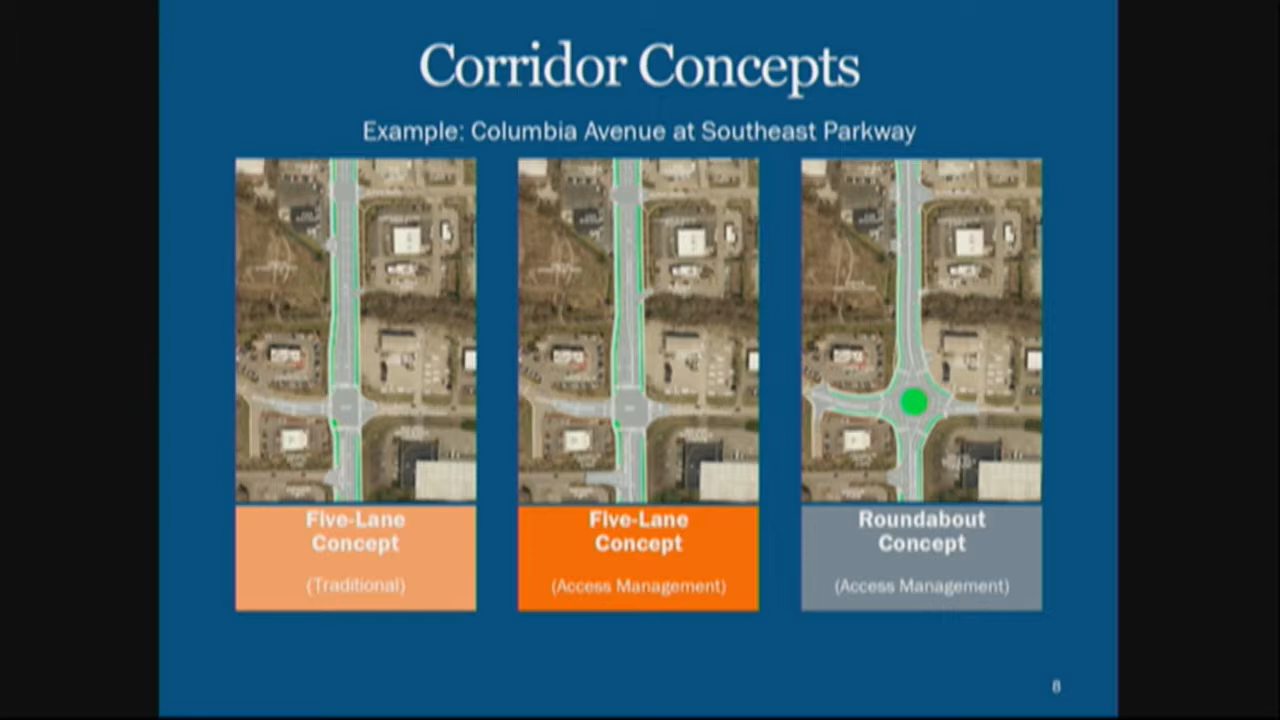 Corridor Concepts
Example: Columbia Avenue at Southeast Parkway
Five-Lane
Concept
(Traditional)
Five-Lane
Concept
(Access Management)
Roundabout
Concept
(Access Management)
8